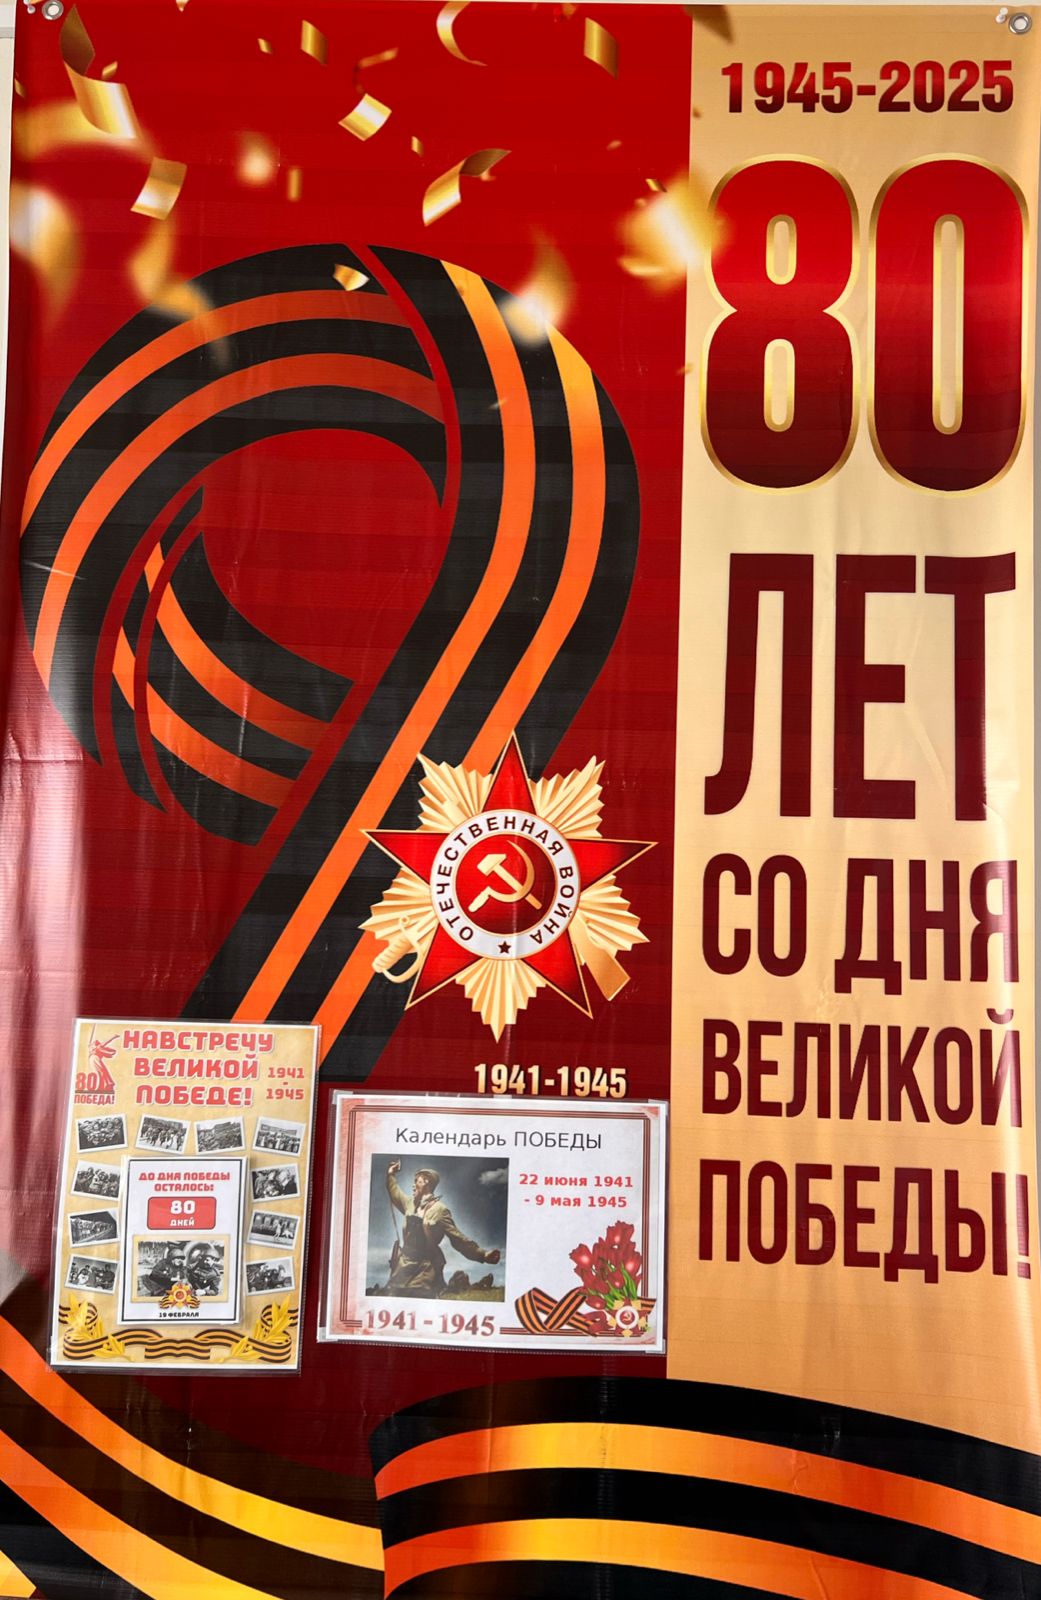 1945-2025
80
ЛЕТ
СО ДНЯ
ВЕЛИКОЙ
ПОБЕДЫ!
ОТЕЧЕСТВЕННАЯ ВОЙНА
1941-1945
НАВСТРЕЧУ
ВЕЛИКОЙ
ПОБЕДЕ!
1941
-
1945
80
ПОБЕДА!
ДО ДНЯ ПОБЕДЫ
ОСТАЛОСЬ:
80
ДНЕЙ
19 ФЕВРАЛЯ
Календарь ПОБЕДЫ
22 июня 1941
- 9 мая 1945
1941-1945